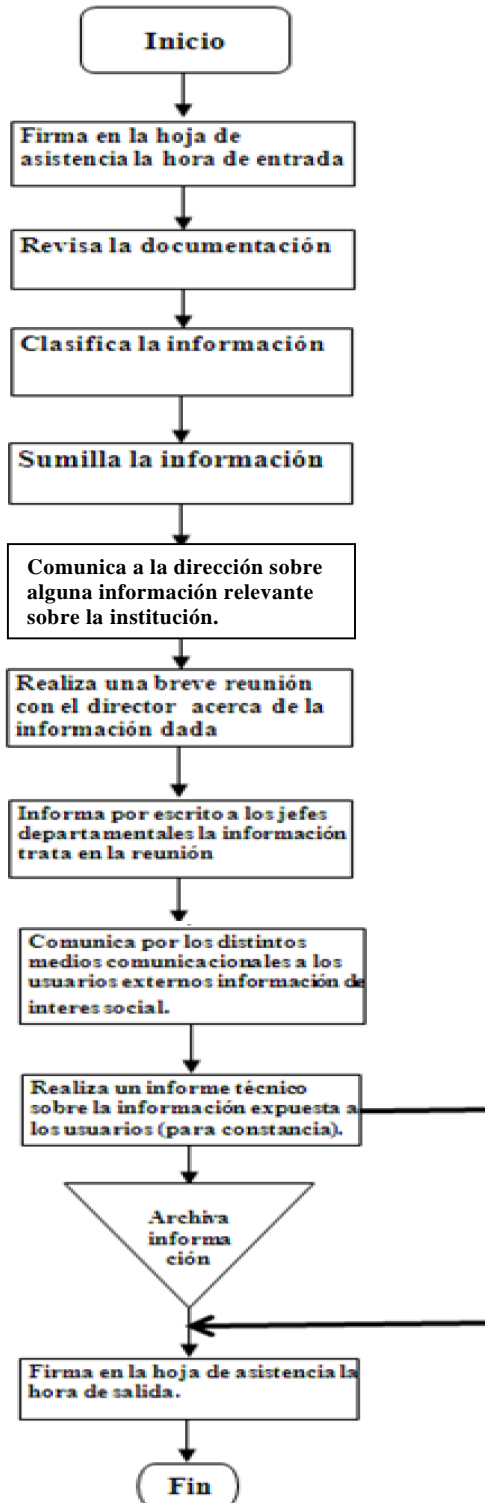 Inicio
Firma en la hoja de
asistencia la hora de entrada
Revisa la documentación
Clasifica la información
Sumilla la información
Comunica a la dirección sobre
alguna información relevante
sobre la institución.
Realiza una breve reunión
con el director acerca de la
información dada
Informa por escrito a los jefes
departamentales la información
trata en la reunión
Comunica por los distintos
medios comunicacionales a los
usuarios externos información de
interes social.
Realiza un informe técnico
sobre la información expuesta a
los usuarios (para constancia).
Archiva
informa
ción
Firma en la hoja de asistencia la
hora de salida.
Fin